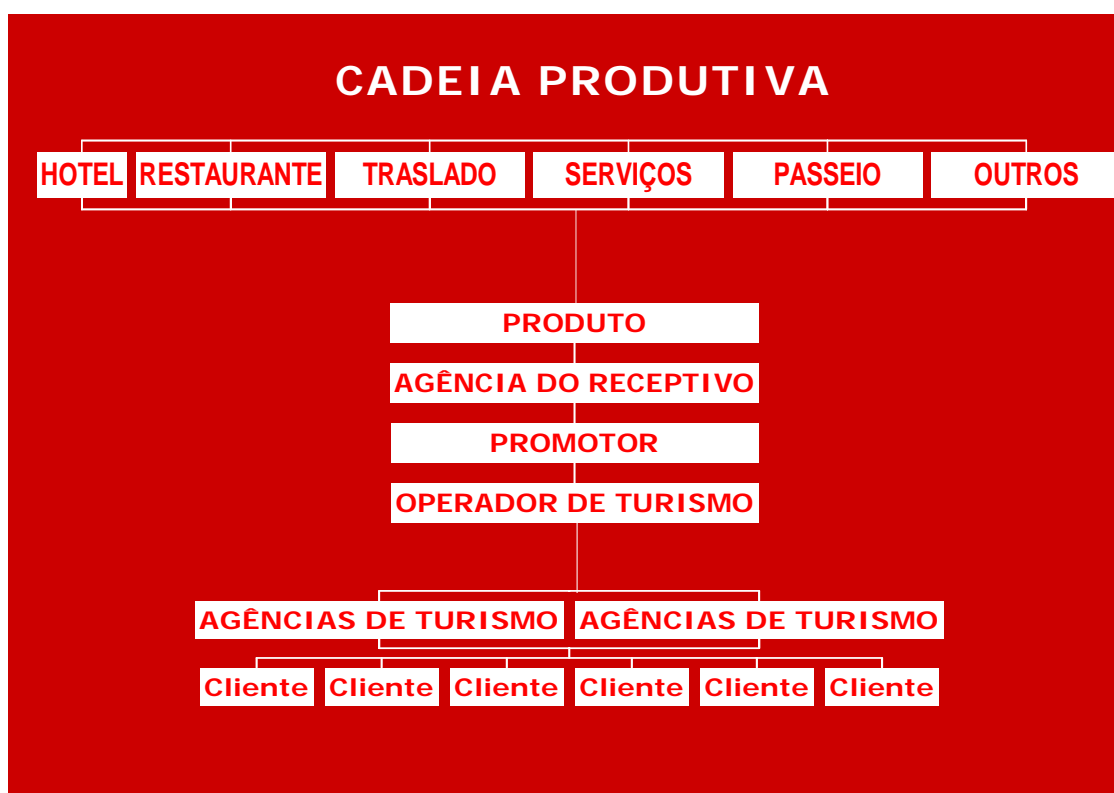 CADEIA PRODUTIVA
HOTEL RESTAURANTE TRASLADO SERVIÇOS PASSEIO OUTROS
PRODUTO
AGÊNCIA DO RECEPTIVO
PROMOTOR
OPERADOR DE TURISMO
AGÊNCIAS DE TURISMO AGÊNCIAS DE TURISMO
Cliente Cliente Cliente Cliente Cliente Cliente